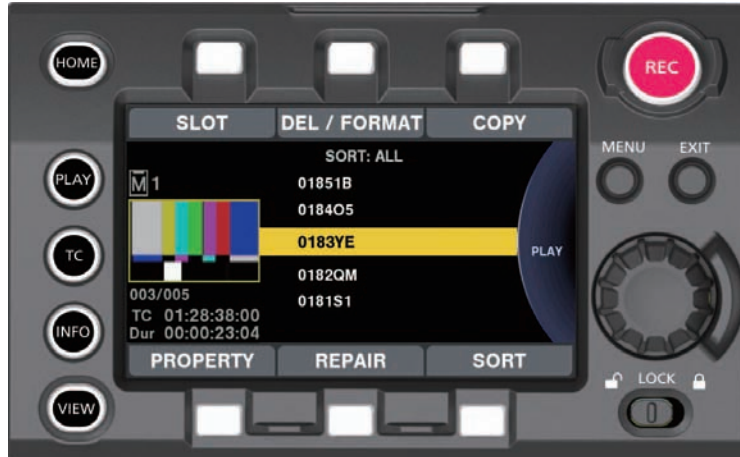 HOME
REC
SLOT DEL / FORMAT COPY
MENU EXIT
SORT: ALL
PLAY
M 1
01851B
0184O5
0183YE
PLAY
TC
0182QM
003/005
0181S1
TC 01:28:38:00
Dur 00:00:23:04
INFO
PROPERTY REPAIR SORT
LOCK
VIEW